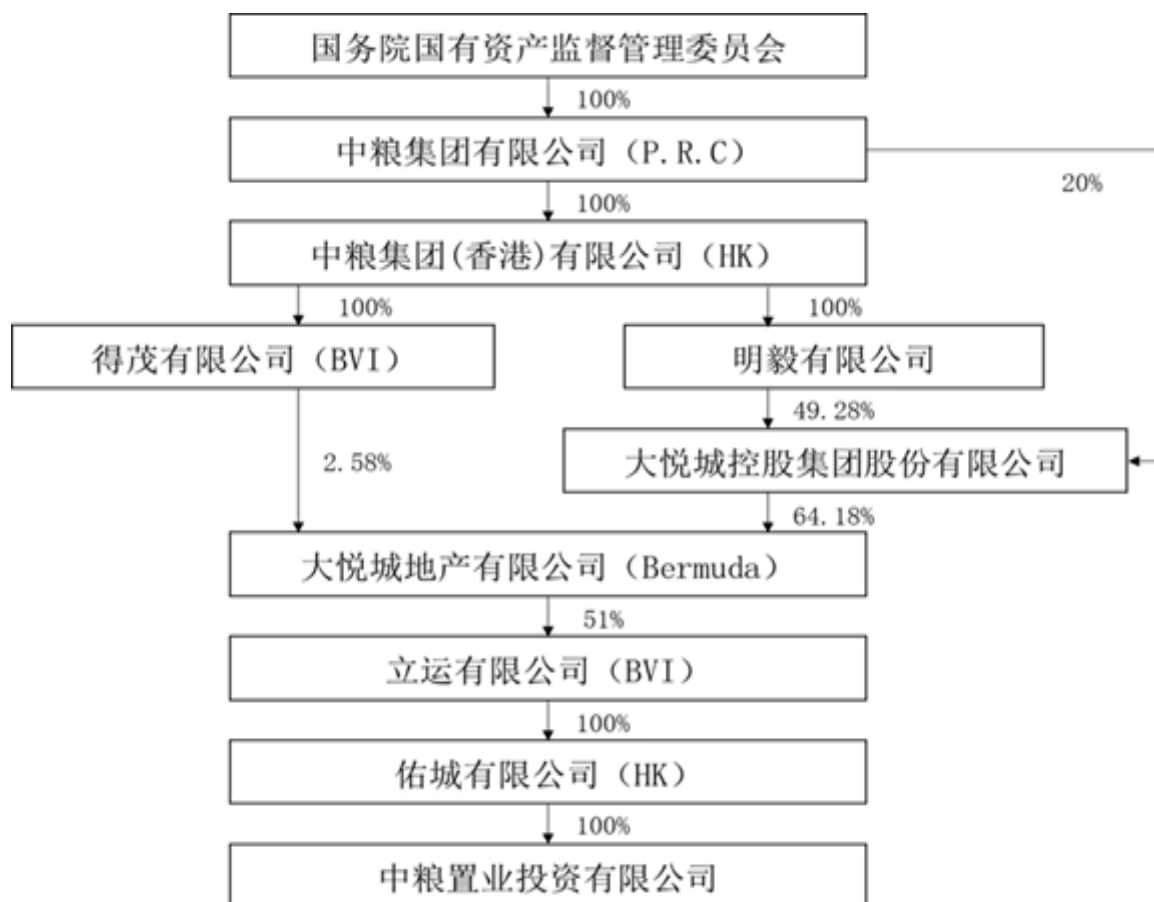 国务院国有资产监督管理委员会
100%
中粮集团有限公司（P.R.C）
20%
100%
中粮集团(香港)有限公司（HK）
100%
100%
得茂有限公司（BVI）
明毅有限公司
49.28%
2.58%
大悦城控股集团股份有限公司
64.18%
大悦城地产有限公司（Bermuda）
51%
立运有限公司（BVI）
100%
佑城有限公司（HK）
100%
中粮置业投资有限公司